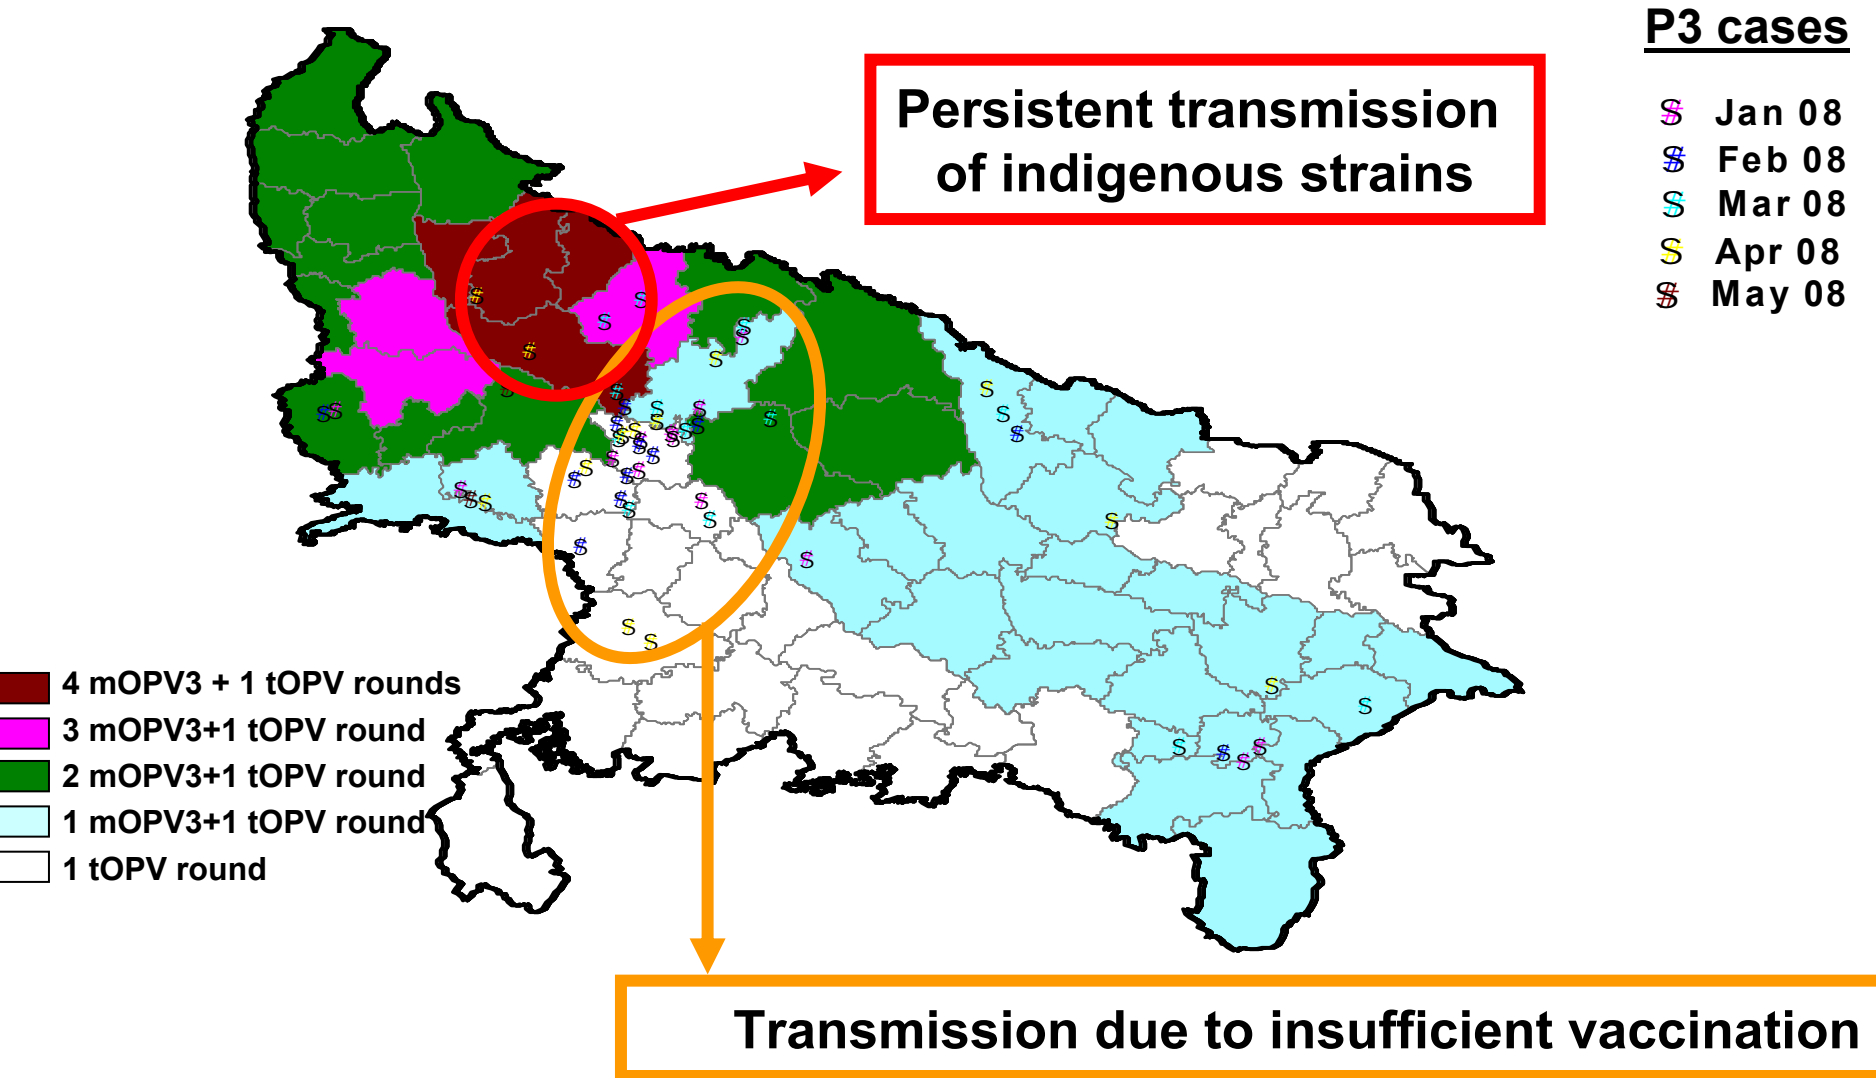 P3 cases
Jan 08
Feb 08
Mar 08
Apr 08
May 08
Persistent transmission
of indigenous strains
4 mOPV3 + 1 tOPV rounds
3 mOPV3+1 tOPV round
2 mOPV3+1 tOPV round
1 mOPV3+1 tOPV round
1 tOPV round
Transmission due to insufficient vaccination